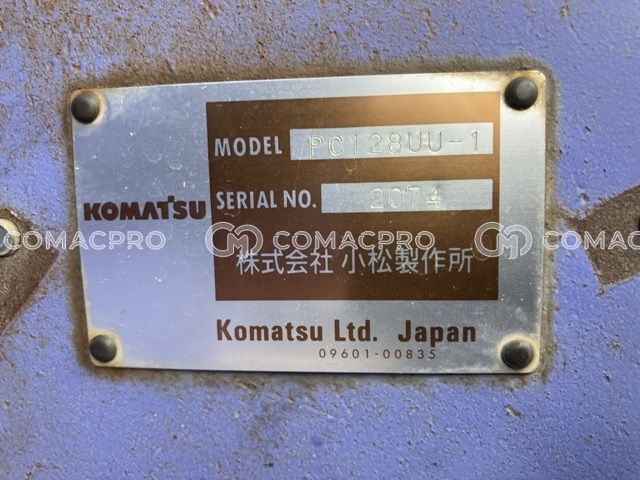 MODEL PC128UU-1
KOMATSU SERIAL NO. 2074
COMACPRO COMACPRO COMACPRO
株式会社 小松製作所
Komatsu Ltd. Japan
09601-00835